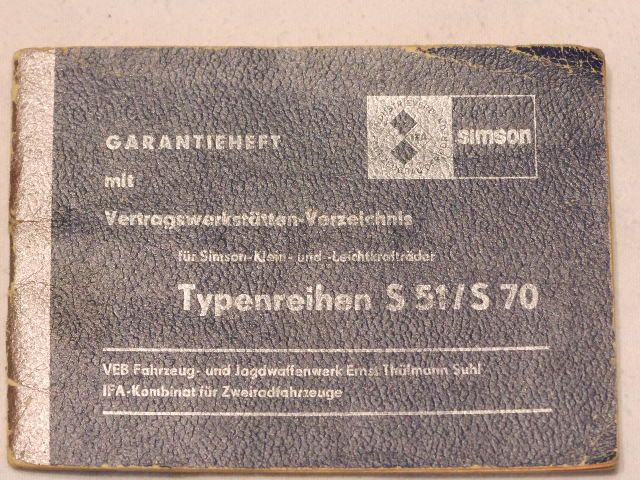 GARANTIEHEFT
mit
Vertragswerkstätten-Verzeichnis
für Simson-Klein- und -Leichtkrafträder
Typenreihen S 51/S 70
VEB Fahrzeug- und Jagdwaffenwerk Ernst Thälmann Suhl
IFA-Kombinat für Zweiradfahrzeuge
IFA
simson